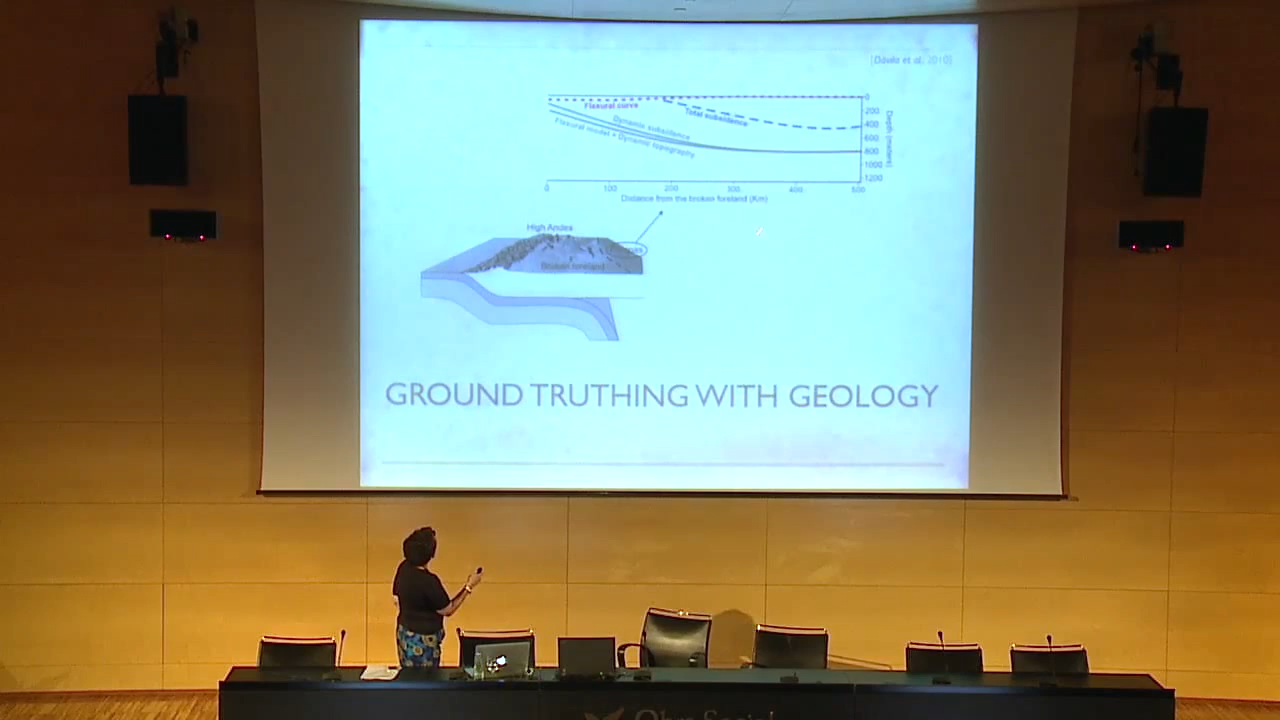 [Dávila et al, 2010]
Flexural curve
Total subsidence
Dynamic subsidence
Flexural model + Dynamic topography
0
200
400
600
800
1000
1200
Depth (meters)
0 100 200 300 400 500
Distance from the broken foreland (Km)
High Andes
Broken foreland
GROUND TRUTHING WITH GEOLOGY
Obra Social